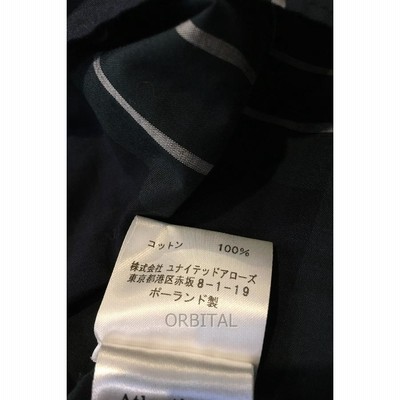 コットン 100%
株式会社 ユナイテッドアローズ
東京都港区赤坂8-1-19
ポーランド製
ORBITAL